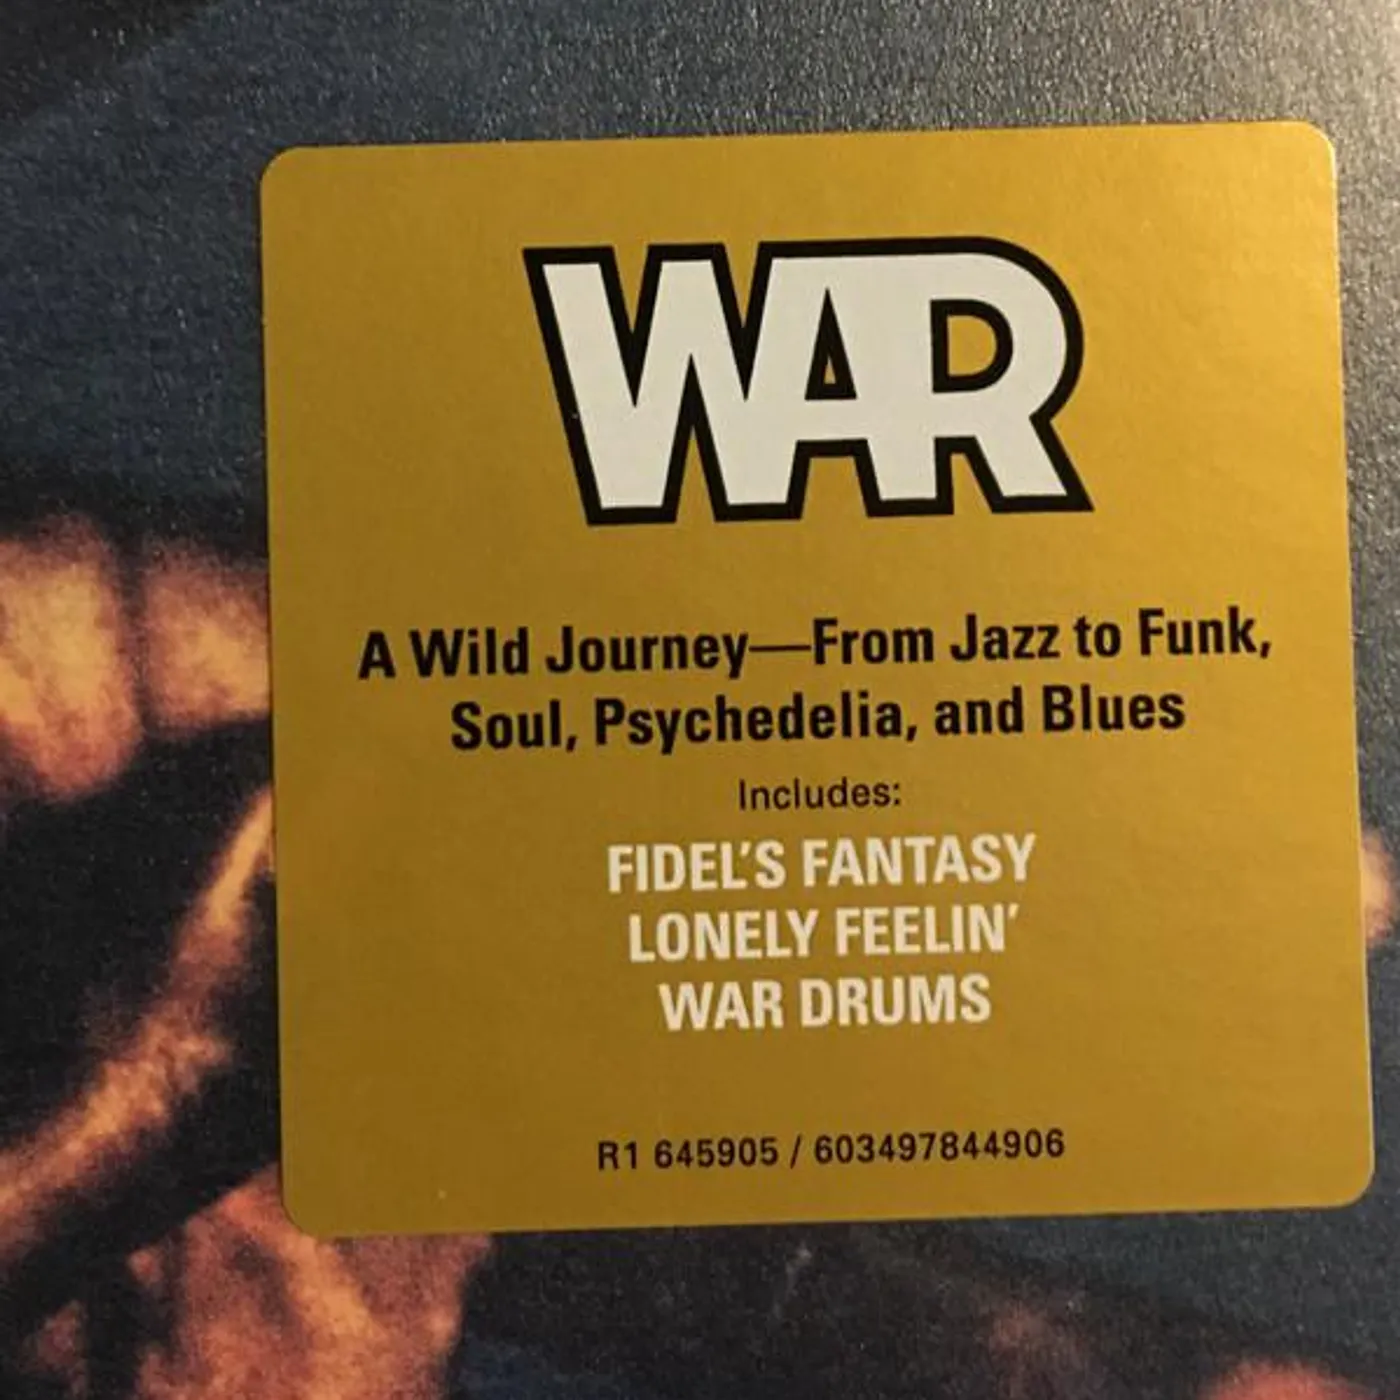 WAR
A Wild Journey—From Jazz to Funk,
Soul, Psychedelia, and Blues
Includes:
FIDEL'S FANTASY
LONELY FEELIN'
WAR DRUMS
R1 645905 / 603497844906